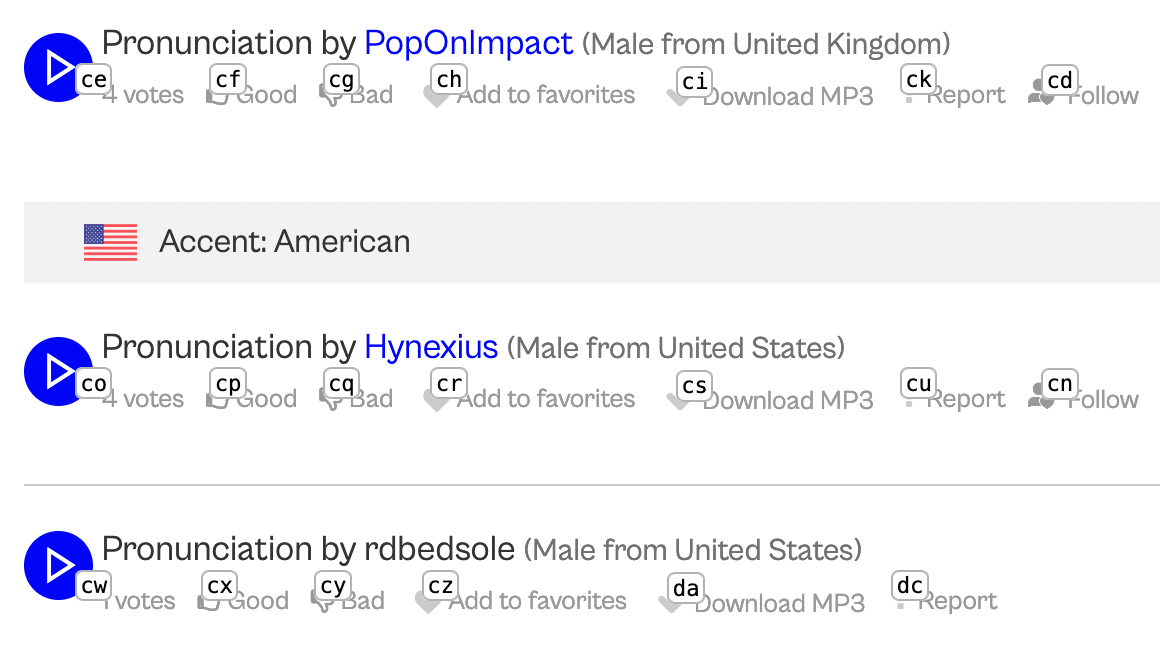 Pronunciation by PopOnImpact (Male from United Kingdom)
ce 4 votes cf Good cg Bad ch Add to favorites ci Download MP3 ck Report cd Follow
Accent: American
Pronunciation by Hynexius (Male from United States)
co 4 votes cp Good cq Bad cr Add to favorites cs Download MP3 cu Report cn Follow
Pronunciation by rdbedsole (Male from United States)
cw 1 votes cx Good cy Bad cz Add to favorites da Download MP3 dc Report